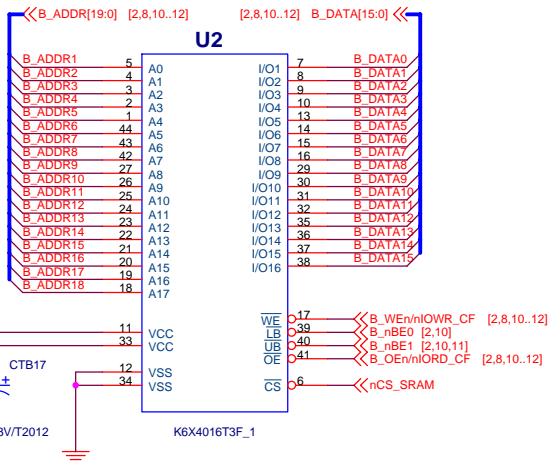 B_ADDR[19:0] [2,8,10..12] [2,8,10..12] B_DATA[15:0]
U2
B_ADDR1 5 A0 I/O1 7 B_DATA0
B_ADDR2 4 A1 I/O2 8 B_DATA1
B_ADDR3 3 A2 I/O3 9 B_DATA2
B_ADDR4 2 A3 I/O4 10 B_DATA3
B_ADDR5 1 A4 I/O5 13 B_DATA4
B_ADDR6 44 A5 I/O6 14 B_DATA5
B_ADDR7 43 A6 I/O7 15 B_DATA6
B_ADDR8 42 A7 I/O8 16 B_DATA7
B_ADDR9 27 A8 I/O9 29 B_DATA8
B_ADDR10 26 A9 I/O10 30 B_DATA9
B_ADDR11 25 A10 I/O11 31 B_DATA10
B_ADDR12 24 A11 I/O12 32 B_DATA11
B_ADDR13 23 A12 I/O13 35 B_DATA12
B_ADDR14 22 A13 I/O14 36 B_DATA13
B_ADDR15 21 A14 I/O15 37 B_DATA14
B_ADDR16 20 A15 I/O16 38 B_DATA15
B_ADDR17 19 A16
B_ADDR18 18 A17
WE 17 B_WEn/nIOWR_CF [2,8,10..12]
11 VCC LB 39 B_nBE0 [2,10]
33 VCC UB 40 B_nBE1 [2,10,11]
OE 41 B_OEn/nIORD_CF [2,8,10..12]
CTB17
12 VSS
34 VSS CS 6 nCS_SRAM
V/T2012 K6X4016T3F_1